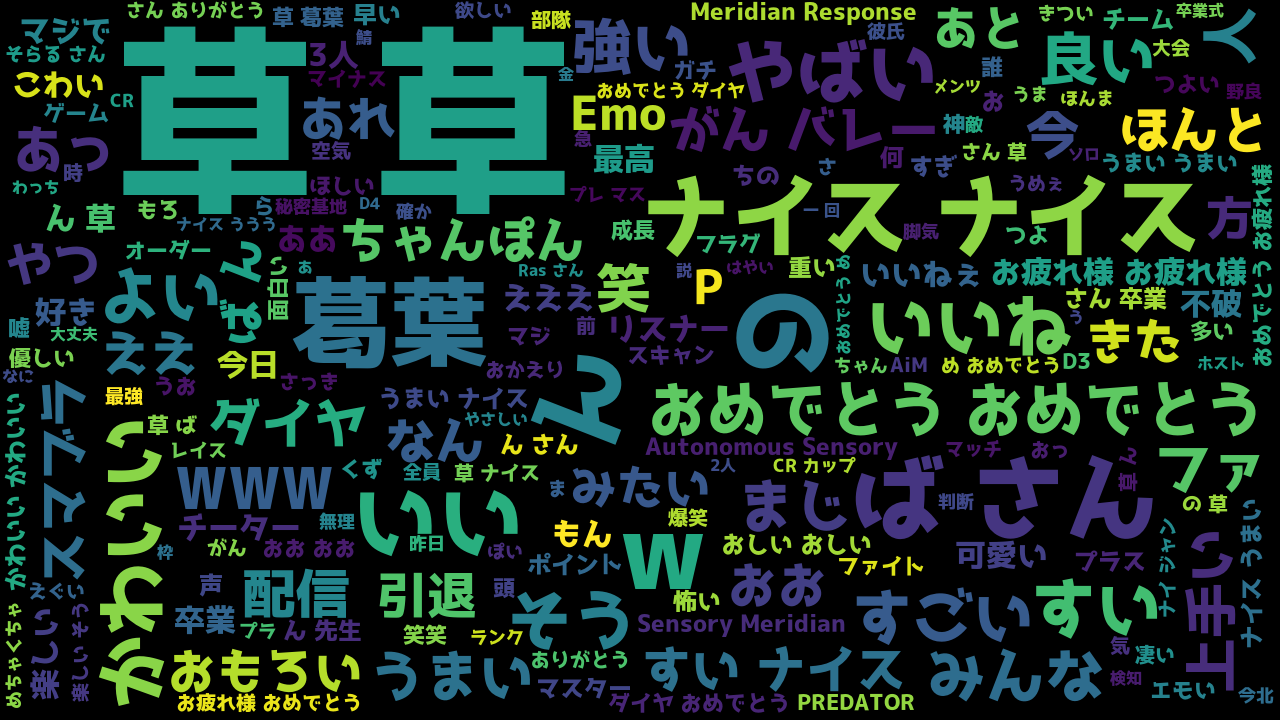 さん ありがとう
草 葛葉
早い
欲しい
部隊
Meridian Response
あと
きつい
チーム
卒業式
人
マジで
そらる さん
草 草
3人
マイナス
鯖
強い
ガチ
彼氏
やばい
誰
良い
大会
こわい
CR
金
おめでとう ダイヤ
メンツ
お
うま
ほんま
つよい
野良
ゲーム
あれ
Emo
急
がん バレー
神
敵
今
ほんと
あっ
時
空気
最高
何
すぎ
さん 草
ソロ
うまい うまい
わっち
ほしい
プレ マス
ちの
さ
うめぇ
お疲れ様
ん 草
もろ
ら
秘密基地
D4
確か
ナイス ナイス
一 回
方
ナイス ううう
ああ
ちゃんぽん
成長
フラグ
脚気
つよ
やつ
オーダー
ばん
面白い
あ
Ras さん
笑
説
はやい
重い
いいねぇ
お疲れ様 お疲れ様
よい
葛葉
えええ
P
の
おめでとう
さん 卒業
不破
好き
嘘
大丈夫
マジ
前
リスナー
いいね
う
きた
多い
おめでとう
優しい
ええ
今日
スキャン
ちゃん
AiM
め おめでとう
D3
ホスト
なに
最強
うお
さっき
おかえり
ん
かわいい かわいい
スマブラ
かわいい
草 ば
ダイヤ
うまい ナイス
やさしい
おめでとう おめでとう
レイス
なん
ん さん
Autonomous Sensory
マッチ
おっ
ファ
www
くず
全員
草 ナイス
ま
みたい
2人
CR カップ
まじ
ば
さん
草 ん
の 草
チーター
無理
いい
昨日
もん
爆笑
判断
枠
がん
おお おお
ぽい
ポイント
w
おしい おしい
ファイト
可愛い
プラス
ナイ ジャン
上手い
ナイス うまい
えぐい
声
配信
引退
頭
怖い
おお
めちゃくちゃ
楽しい
楽しい そう
卒業
プラ
ん 先生
笑笑
ランク
そう
Sensory Meridian
すごい
すい
気
凄い
おもろい
うまい
ありがとう
マスター
すい ナイス
みんな
検知
エモい
今北
お疲れ様 おめでとう
ダイヤ おめでとう
PREDATOR